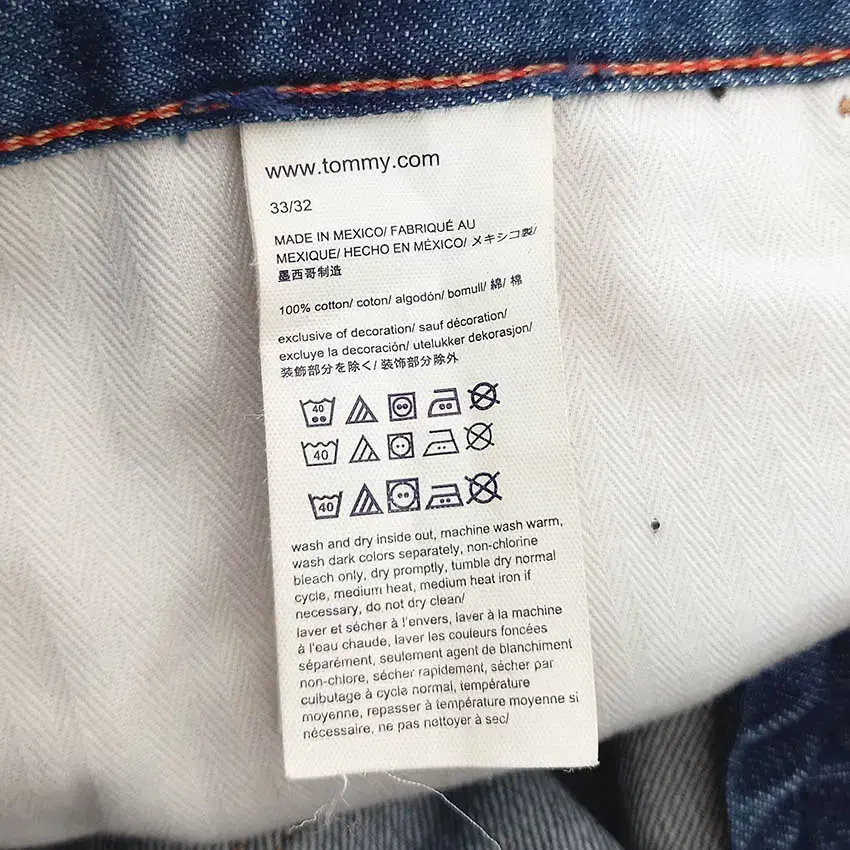 www.tommy.com
33/32
MADE IN MEXICO/ FABRIQUÉ AU
MEXIQUE/ HECHO EN MÉXICO/ メキシコ製/
墨西哥制造
100% cotton/ coton/ algodón/ bomull/ 綿/ 棉
exclusive of decoration/ sauf décoration/
excluye la decoración/ utelukker dekorasjon/
装飾部分を除く/ 装饰部分除外
40
40
40
wash and dry inside out, machine wash warm,
wash dark colors separately, non-chlorine
bleach only, dry promptly, tumble dry normal
cycle, medium heat, medium heat iron if
necessary, do not dry clean/
laver et sécher à l'envers, laver à la machine
à l'eau chaude, laver les couleurs foncées
séparément, seulement agent de blanchiment
non-chlore, sécher rapidement, sécher par
culbutage à cycle normal, température
moyenne, repasser à température moyenne si
nécessaire, ne pas nettoyer à sec/